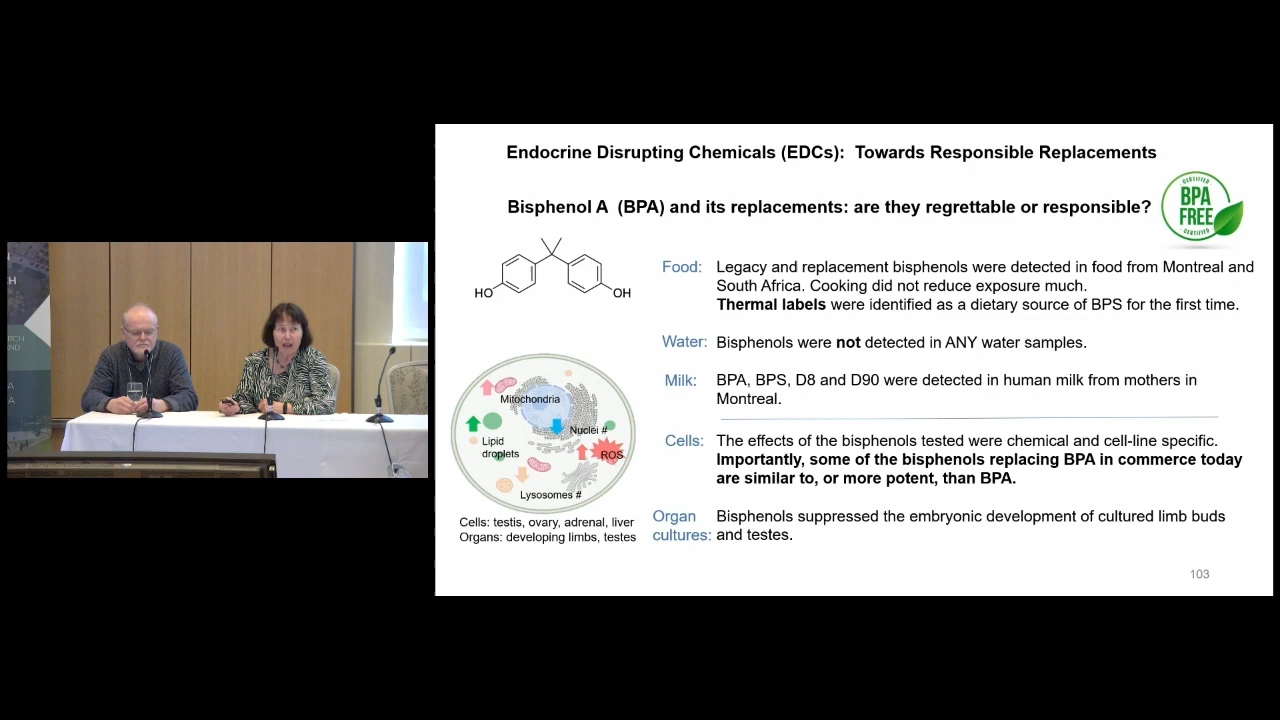 Endocrine Disrupting Chemicals (EDCs): Towards Responsible Replacements
Bisphenol A (BPA) and its replacements: are they regrettable or responsible?
CERTIFIED
BPA
FREE
CERTIFIED
HO
OH
Food: Legacy and replacement bisphenols were detected in food from Montreal and
South Africa. Cooking did not reduce exposure much.
Thermal labels were identified as a dietary source of BPS for the first time.
Water: Bisphenols were not detected in ANY water samples.
Milk: BPA, BPS, D8 and D90 were detected in human milk from mothers in
Montreal.
Mitochondria
Nuclei #
Lipid
droplets
ROS
Lysosomes #
Cells: testis, ovary, adrenal, liver
Organs: developing limbs, testes
Cells: The effects of the bisphenols tested were chemical and cell-line specific.
Importantly, some of the bisphenols replacing BPA in commerce today
are similar to, or more potent, than BPA.
Organ cultures: Bisphenols suppressed the embryonic development of cultured limb buds
and testes.
103